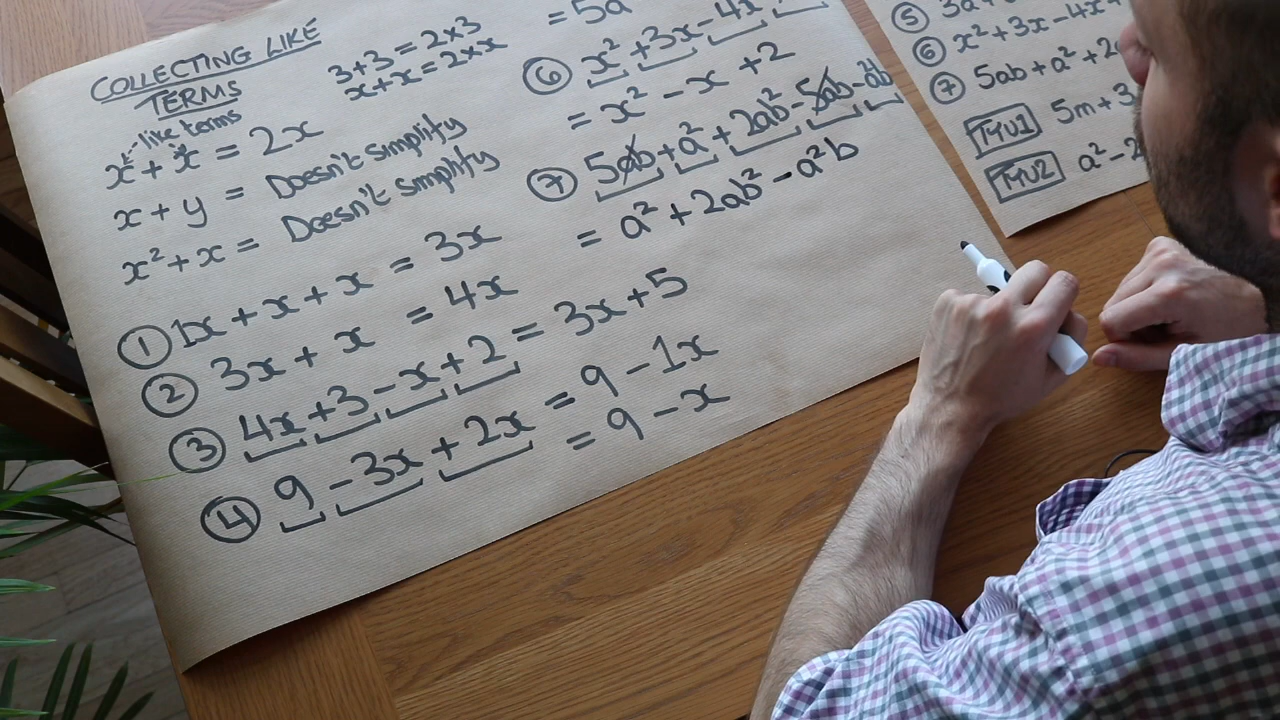 COLLECTING LIKE
TERMS
3+3=2×3
x+x=2×x
like terms
x + x = 2x
x + y = Doesn't simplify
x² + x = Doesn't simplify
① 1x + x + x = 3x
② 3x + x = 4x
③ 4x +3 -x +2 = 3x+5
④ 9 -3x + 2x = 9 - 1x
= 9 - x
= 5a
⑥ x² +3x -4x
= x² - x + 2
⑦ 5ab + a² + 2ab² - 5ab - a²b
= a² + 2ab² - a²b
⑤ 3a
⑥ x² + 3x - 4x +
⑦ 5ab + a² + 2a
TYU1 5m + 3
TYU2 a² - 2